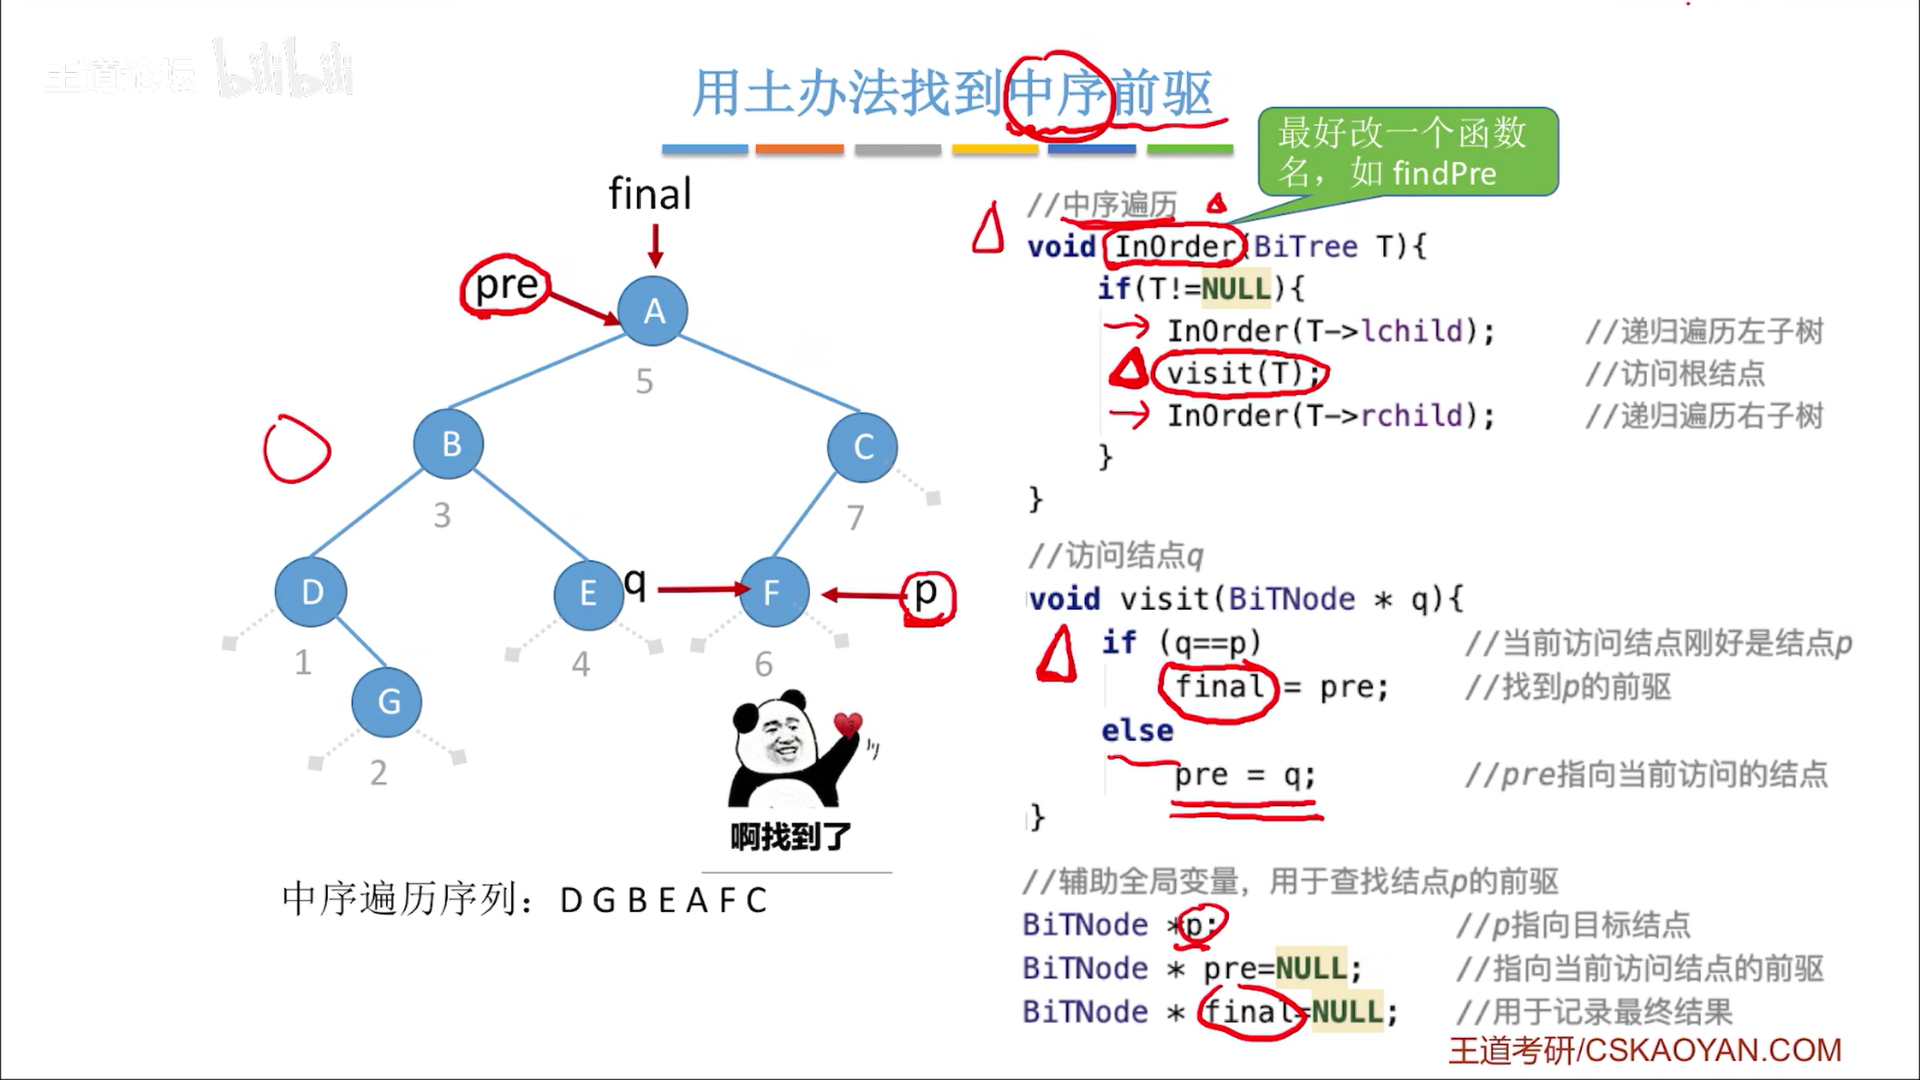 王道论坛 bilibili
用土办法找到中序前驱
最好改一个函数
名，如 findPre
final
pre
A
5
B
3
C
7
D
1
E
4
q
F
6
p
G
2
啊找到了
中序遍历序列：D G B E A F C
//中序遍历
void InOrder(BiTree T){
if(T!=NULL){
InOrder(T->lchild); //递归遍历左子树
visit(T); //访问根结点
InOrder(T->rchild); //递归遍历右子树
}
}
//访问结点q
void visit(BiTNode * q){
if (q==p) //当前访问结点刚好是结点p
final = pre; //找到p的前驱
else
pre = q; //pre指向当前访问的结点
}
//辅助全局变量，用于查找结点p的前驱
BiTNode *p; //p指向目标结点
BiTNode * pre=NULL; //指向当前访问结点的前驱
BiTNode * final=NULL; //用于记录最终结果
王道考研/CSKAOYAN.COM